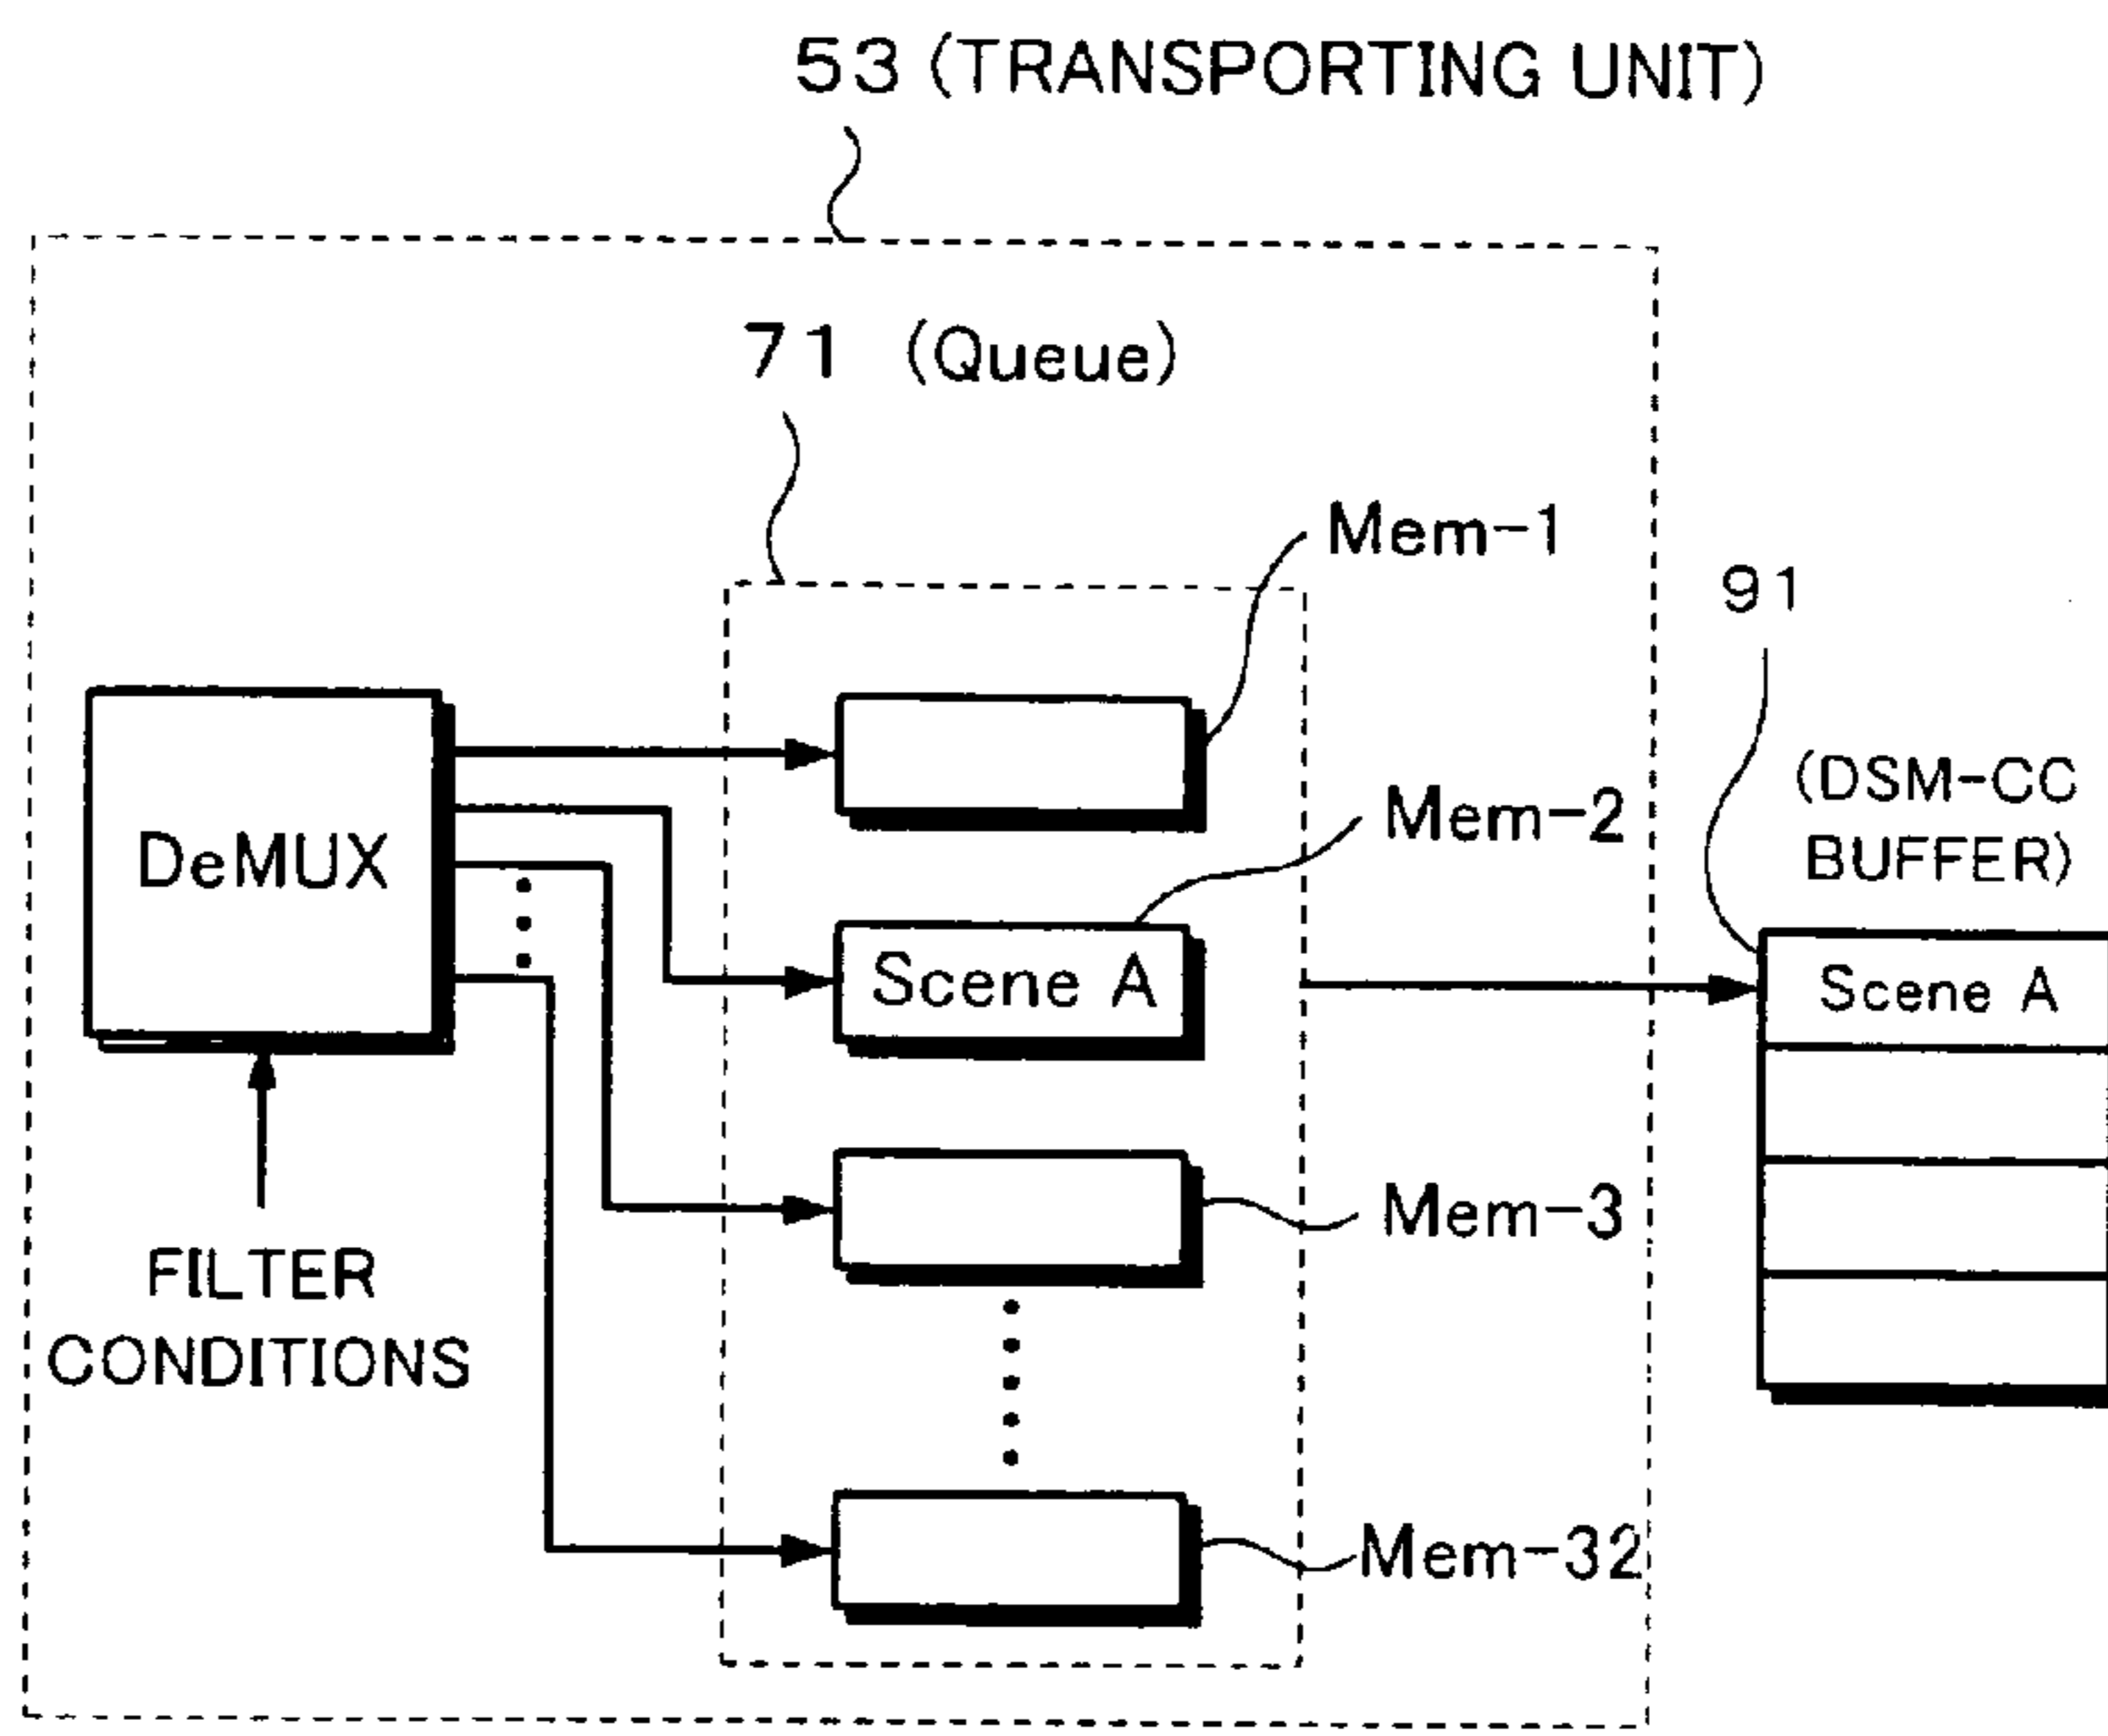 53 (TRANSPORTING UNIT)
71 (Queue)
Mem-1
91
(DSM-CC
BUFFER)
Mem-2
DeMUX
Scene A
Scene A
Mem-3
FILTER
CONDITIONS
Mem-32